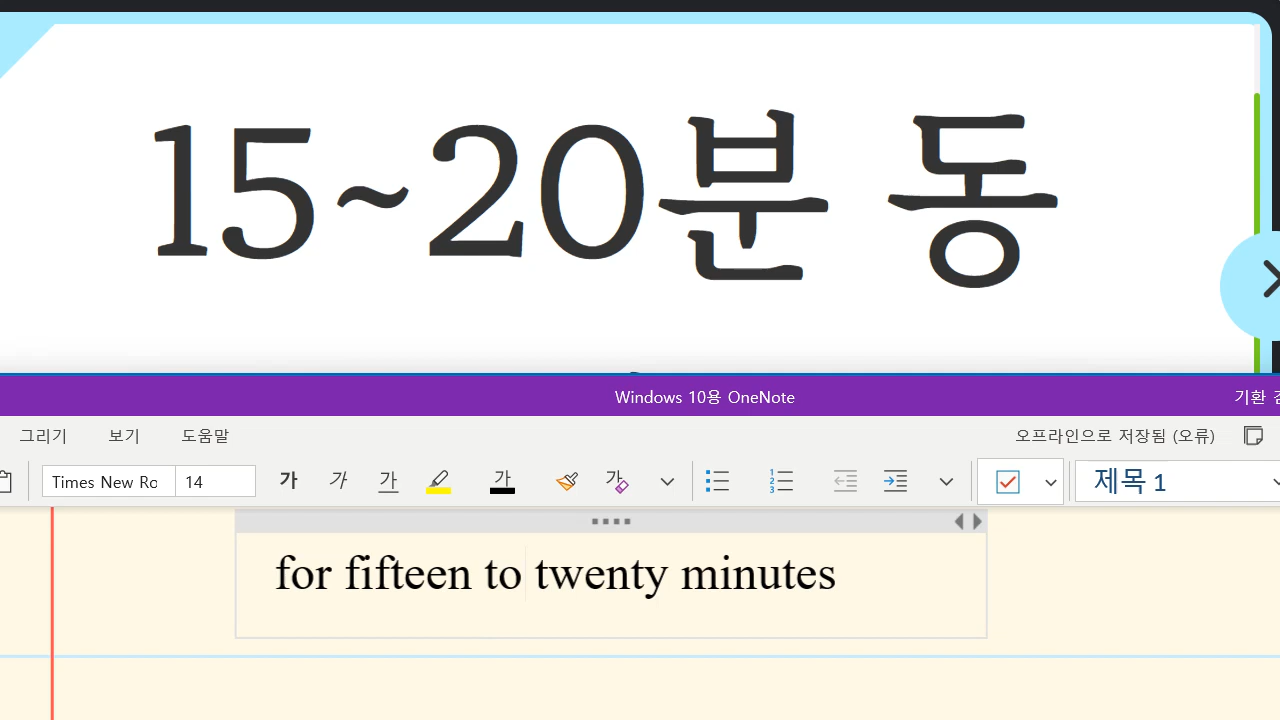 15~20분 동
Windows 10용 OneNote
그리기 보기 도움말 오프라인으로 저장됨 (오류)
Times New Ro 14 가 가 가 가 가 제목 1
for fifteen to twenty minutes